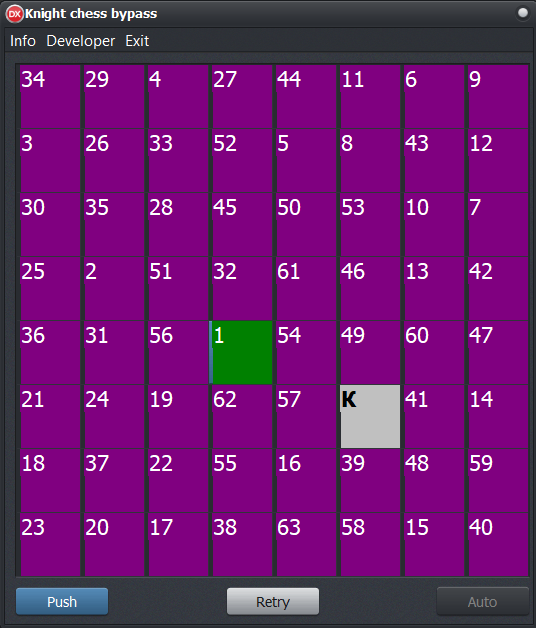 DX Knight chess bypass
Info Developer Exit
34 29 4 27 44 11 6 9
3 26 33 52 5 8 43 12
30 35 28 45 50 53 10 7
25 2 51 32 61 46 13 42
36 31 56 1 54 49 60 47
21 24 19 62 57 K 41 14
18 37 22 55 16 39 48 59
23 20 17 38 63 58 15 40
Push Retry Auto